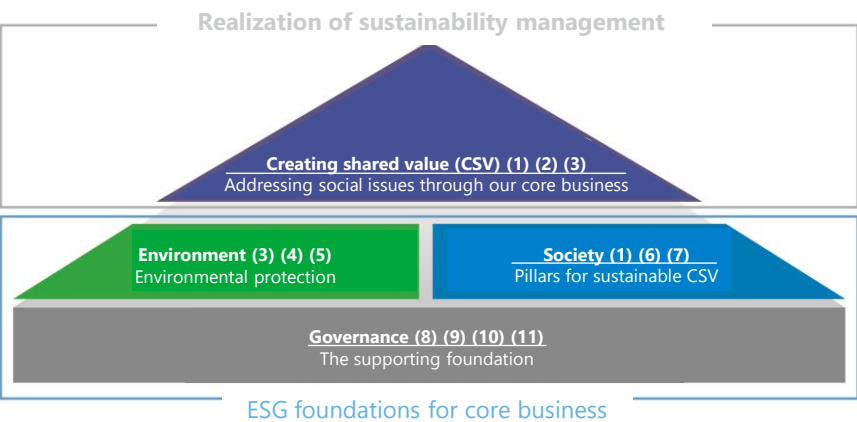 Realization of sustainability management
Creating shared value (CSV) (1) (2) (3)
Addressing social issues through our core business
Environment (3) (4) (5)
Environmental protection
Society (1) (6) (7)
Pillars for sustainable CSV
Governance (8) (9) (10) (11)
The supporting foundation
ESG foundations for core business